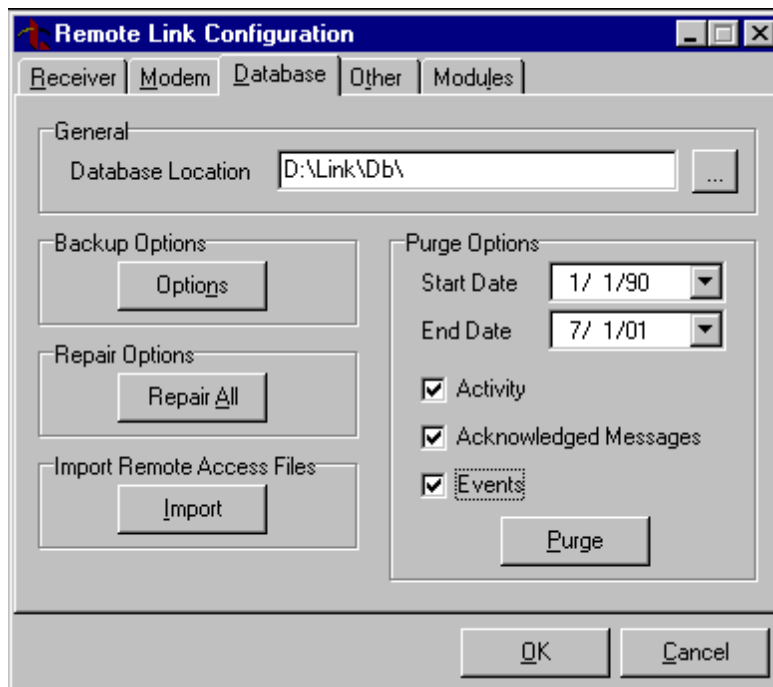 Remote Link Configuration
Receiver Modem Database Other Modules
General
Database Location D:\Link\Db\ ...
Backup Options
Options
Repair Options
Repair All
Import Remote Access Files
Import
Purge Options
Start Date 1/ 1/90
End Date 7/ 1/01
Activity
Acknowledged Messages
Events
Purge
OK Cancel